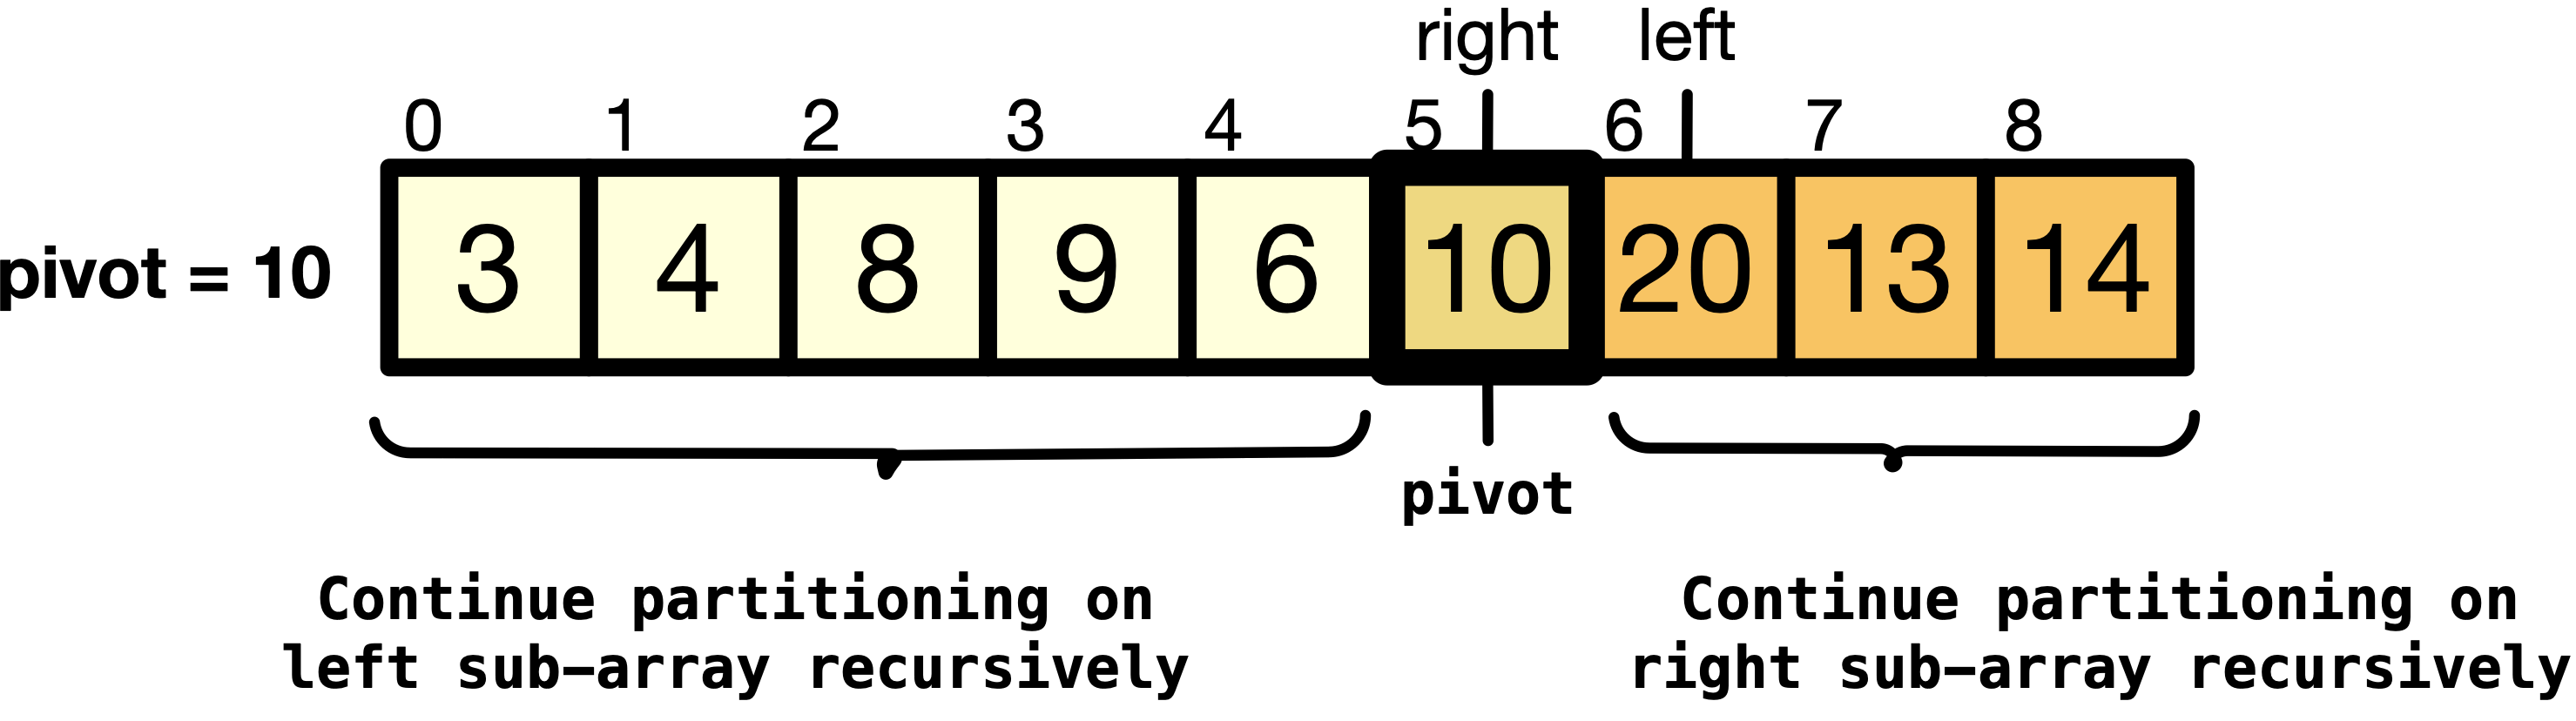 right left
0 1 2 3 4 5 6 7 8
pivot = 10 3 4 8 9 6 10 20 13 14
pivot
Continue partitioning on
left sub-array recursively
Continue partitioning on
right sub-array recursively